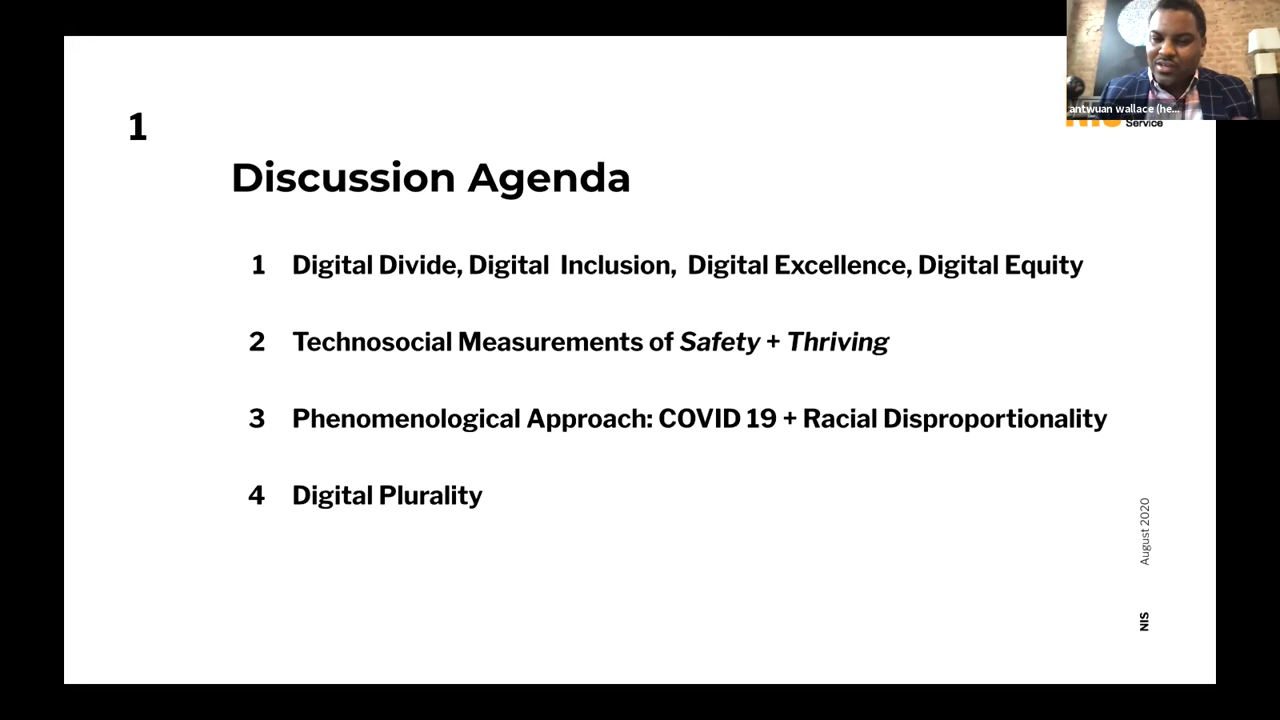 antwuan wallace (he...
Service
1
Discussion Agenda
1 Digital Divide, Digital Inclusion, Digital Excellence, Digital Equity
2 Technosocial Measurements of Safety + Thriving
3 Phenomenological Approach: COVID 19 + Racial Disproportionality
4 Digital Plurality
August 2020
NIS